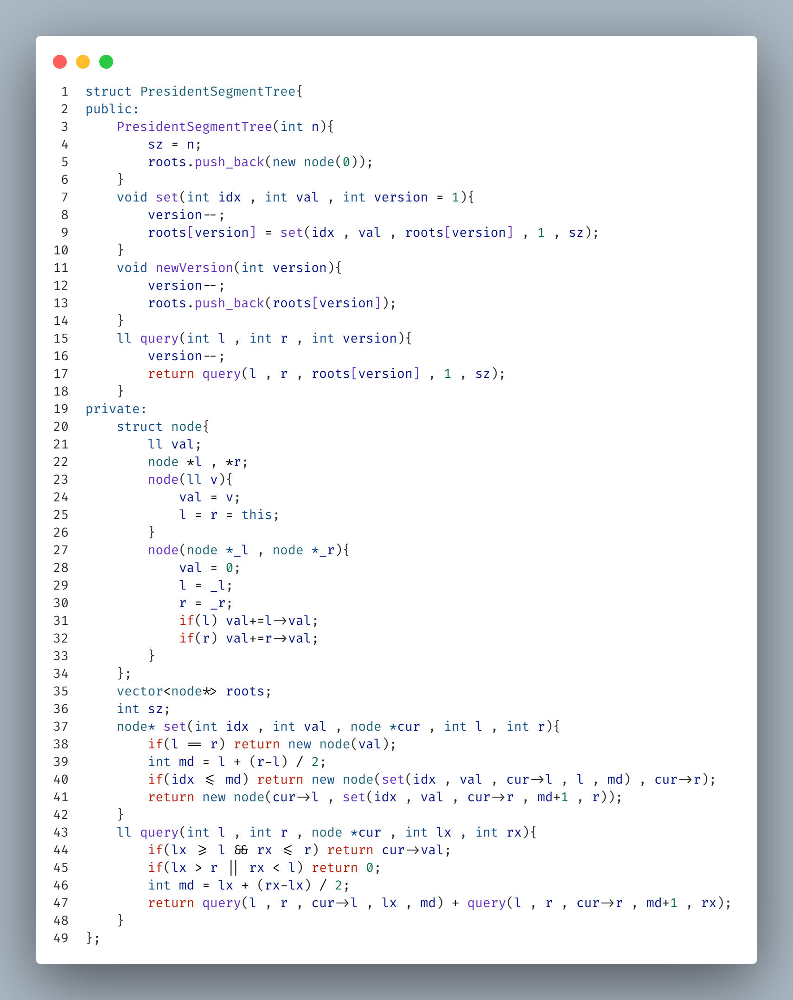 1 struct PresidentSegmentTree{
2 public:
3     PresidentSegmentTree(int n){
4         sz = n;
5         roots.push_back(new node(0));
6     }
7     void set(int idx , int val , int version = 1){
8         version--;
9         roots[version] = set(idx , val , roots[version] , 1 , sz);
10     }
11     void newVersion(int version){
12         version--;
13         roots.push_back(roots[version]);
14     }
15     ll query(int l , int r , int version){
16         version--;
17         return query(l , r , roots[version] , 1 , sz);
18     }
19 private:
20     struct node{
21         ll val;
22         node *l , *r;
23         node(ll v){
24             val = v;
25             l = r = this;
26         }
27         node(node *_l , node *_r){
28             val = 0;
29             l = _l;
30             r = _r;
31             if(l) val+=l->val;
32             if(r) val+=r->val;
33         }
34     };
35     vector<node*> roots;
36     int sz;
37     node* set(int idx , int val , node *cur , int l , int r){
38         if(l == r) return new node(val);
39         int md = l + (r-l) / 2;
40         if(idx <= md) return new node(set(idx , val , cur->l , l , md) , cur->r);
41         return new node(cur->l , set(idx , val , cur->r , md+1 , r));
42     }
43     ll query(int l , int r , node *cur , int lx , int rx){
44         if(lx >= l && rx <= r) return cur->val;
45         if(lx > r || rx < l) return 0;
46         int md = lx + (rx-lx) / 2;
47         return query(l , r , cur->l , lx , md) + query(l , r , cur->r , md+1 , rx);
48     }
49 };